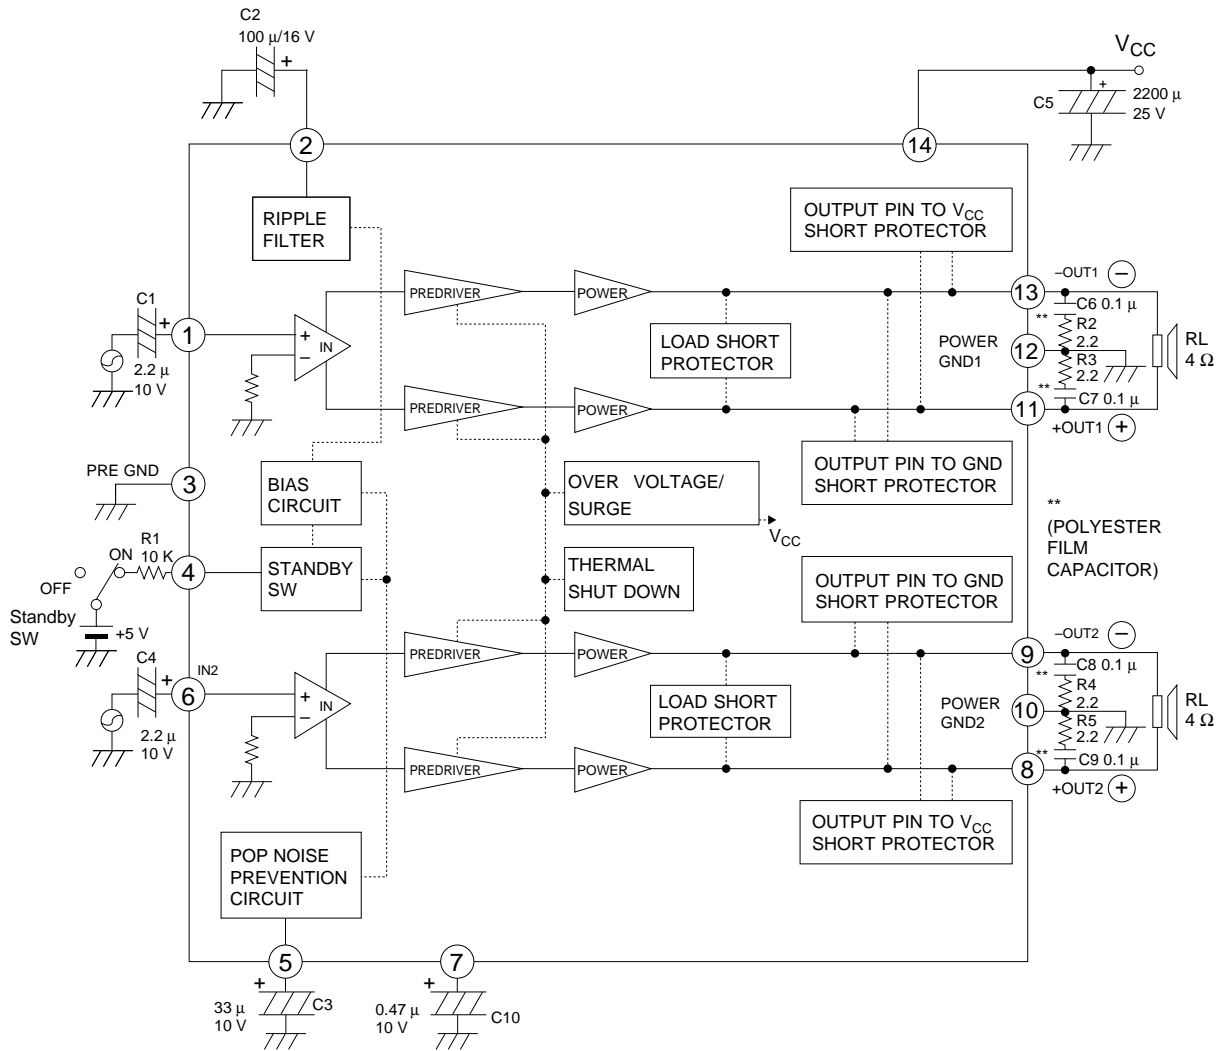 C2
100 µ/16 V
+
VCC
+
C5
2200 µ
25 V
2
14
RIPPLE
FILTER
OUTPUT PIN TO VCC
SHORT PROTECTOR
C1
+
1
2.2 µ
10 V
+
−
IN
PREDRIVER
POWER
LOAD SHORT
PROTECTOR
PREDRIVER
POWER
13
−OUT1 −
C6 0.1 µ
**
R2
2.2
POWER
GND1
12
R3
2.2
**
C7 0.1 µ
11
+OUT1 +
RL
4 Ω
PRE GND
3
BIAS
CIRCUIT
OVER VOLTAGE/
SURGE
VCC
OUTPUT PIN TO GND
SHORT PROTECTOR
**
(POLYESTER
FILM
CAPACITOR)
R1
10 K
ON
OFF
4
Standby
SW
+5 V
STANDBY
SW
THERMAL
SHUT DOWN
OUTPUT PIN TO GND
SHORT PROTECTOR
C4
+
IN2
6
2.2 µ
10 V
+
−
IN
PREDRIVER
POWER
LOAD SHORT
PROTECTOR
PREDRIVER
POWER
9
−OUT2 −
C8 0.1 µ
**
R4
2.2
POWER
GND2
10
R5
2.2
**
C9 0.1 µ
8
+OUT2 +
RL
4 Ω
OUTPUT PIN TO VCC
SHORT PROTECTOR
POP NOISE
PREVENTION
CIRCUIT
5
7
+
33 µ
10 V
C3
+
0.47 µ
10 V
C10